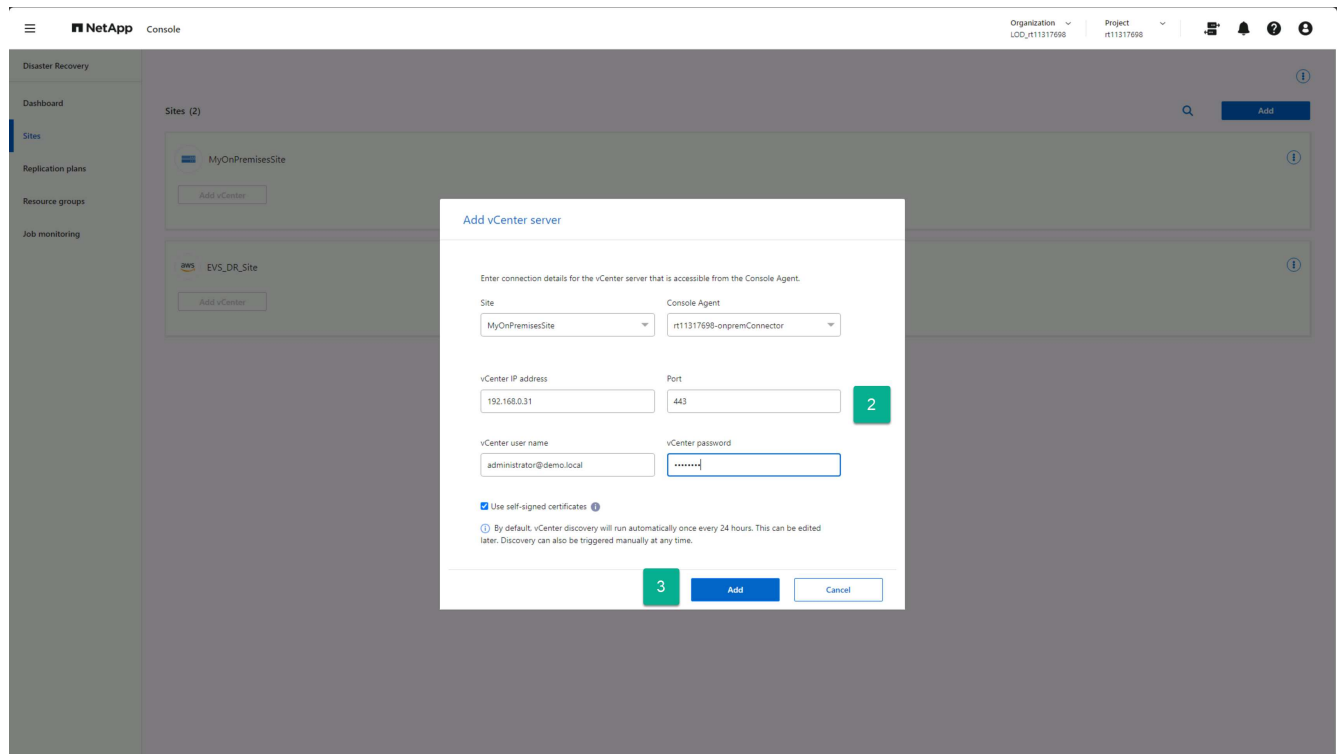 NetApp Console
Organization
LOD_rt11317698
Project
rt11317698
Disaster Recovery
Dashboard
Sites
Replication plans
Resource groups
Job monitoring
Sites (2)
Add
MyOnPremisesSite
Add vCenter
aws EVS_DR_Site
Add vCenter
Add vCenter server
Enter connection details for the vCenter server that is accessible from the Console Agent.
Site Console Agent
MyOnPremisesSite rt11317698-onpremConnector
vCenter IP address Port
192.168.0.31 443
2
vCenter user name vCenter password
administrator@demo.local ••••••••
Use self-signed certificates
By default, vCenter discovery will run automatically once every 24 hours. This can be edited
later. Discovery can also be triggered manually at any time.
3 Add Cancel